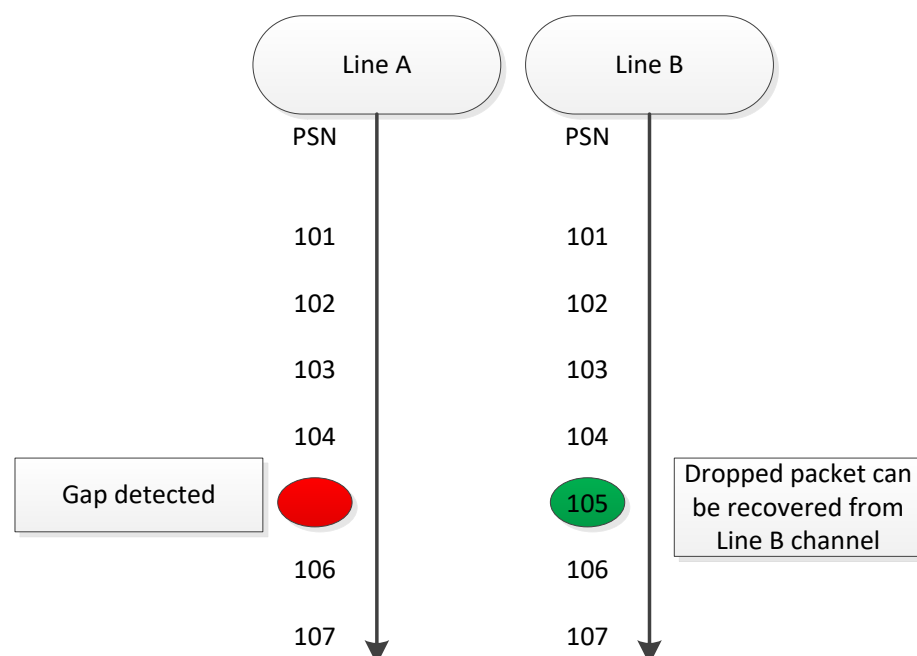 Line A
Line B
PSN
PSN
101
101
102
102
103
103
104
104
Gap detected
105
Dropped packet can
be recovered from
Line B channel
106
106
107
107